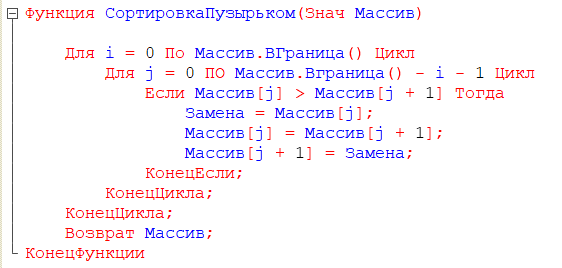 Функция СортировкаПузырьком(Знач Массив)
Для i = 0 По Массив.ВГраница() Цикл
Для j = 0 ПО Массив.Вграница() - i - 1 Цикл
Если Массив[j] > Массив[j + 1] Тогда
Замена = Массив[j];
Массив[j] = Массив[j + 1];
Массив[j + 1] = Замена;
КонецЕсли;
КонецЦикла;
КонецЦикла;
Возврат Массив;
КонецФункции